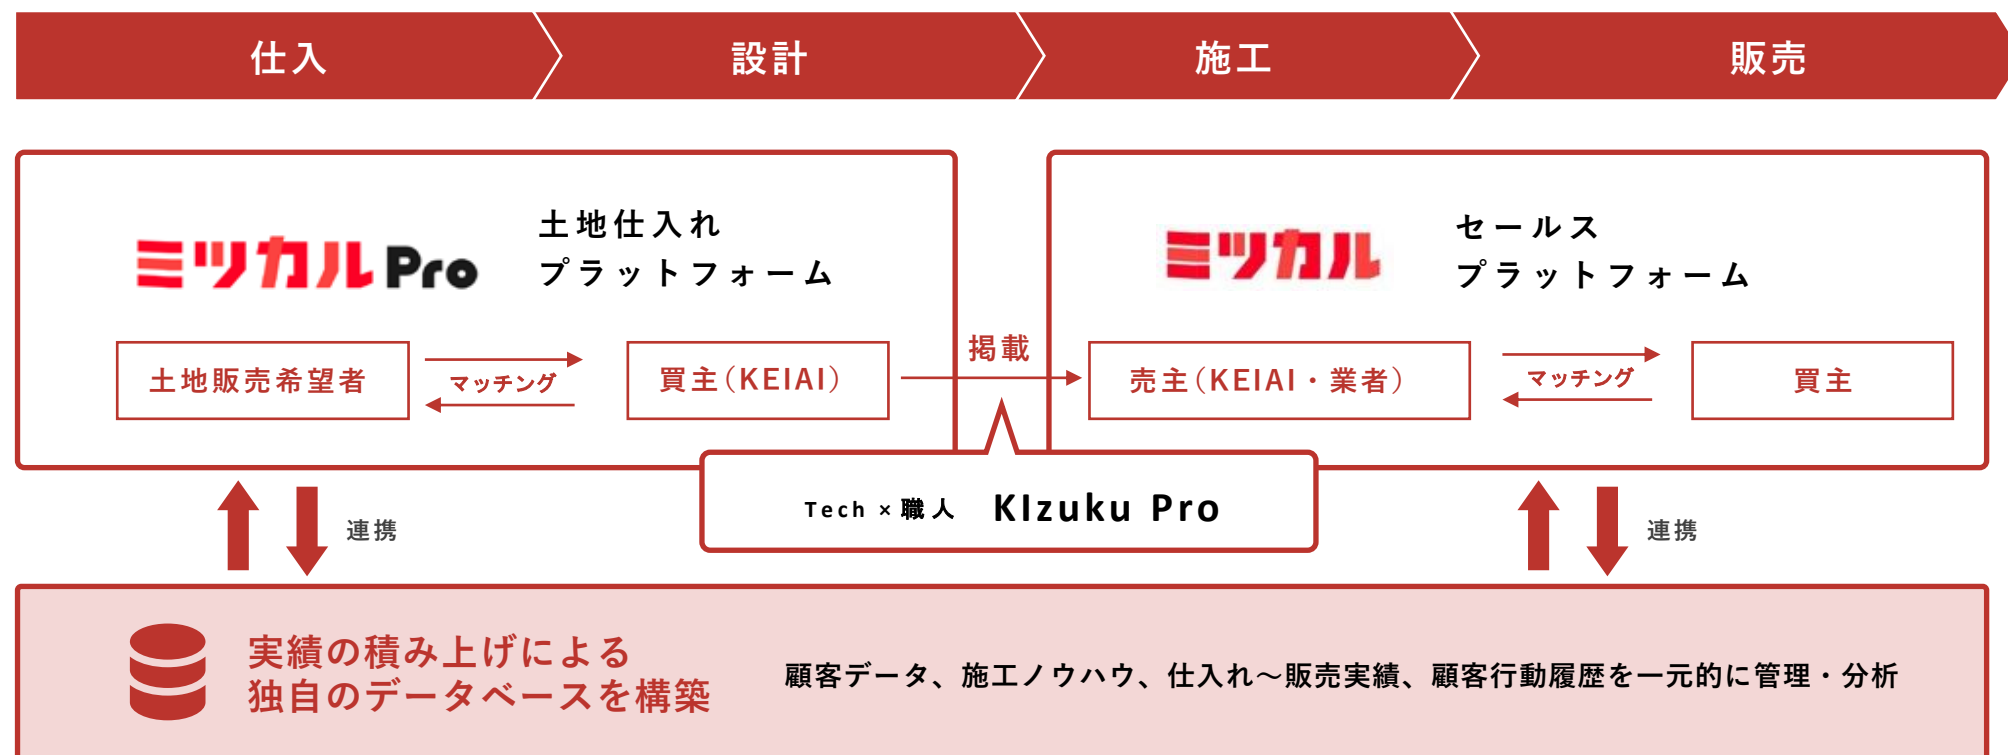 仕入
設計
施工
販売
ミツカルPro
土地仕入れ
プラットフォーム
土地販売希望者
マッチング
買主(KEIAI)
掲載
ミツカル
セールス
プラットフォーム
売主(KEIAI・業者)
マッチング
買主
Tech×職人 KIzuku Pro
連携
連携
実績の積み上げによる
独自のデータベースを構築
顧客データ、施工ノウハウ、仕入れ～販売実績、顧客行動履歴を一元的に管理・分析